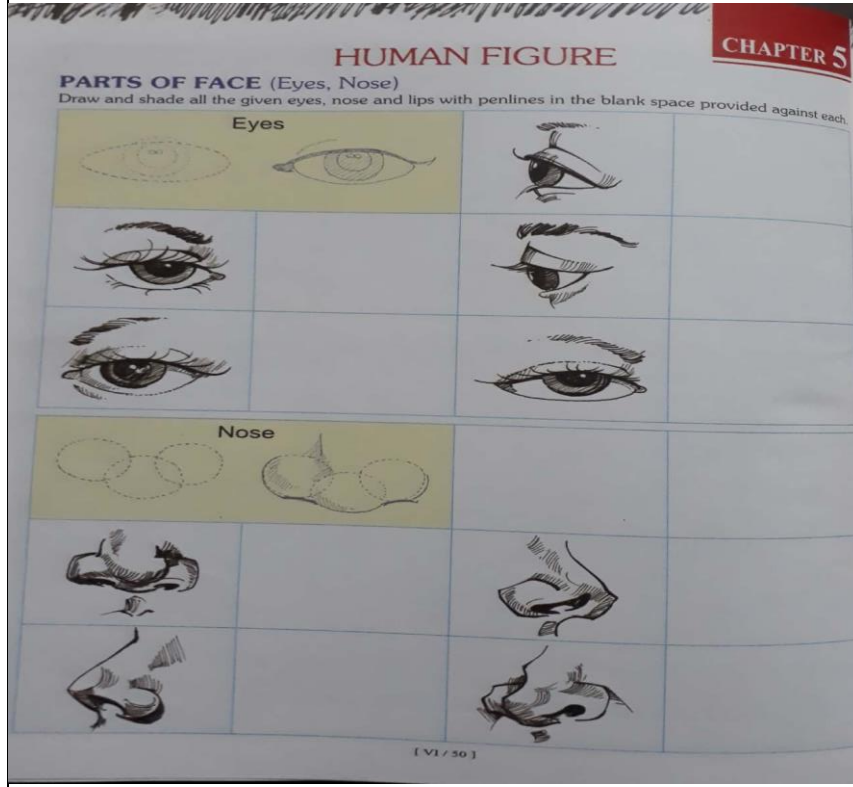 CHAPTER 5
HUMAN FIGURE
PARTS OF FACE (Eyes, Nose)
Draw and shade all the given eyes, nose and lips with penlines in the blank space provided against each.
Eyes
Nose
[ VI / 50 ]